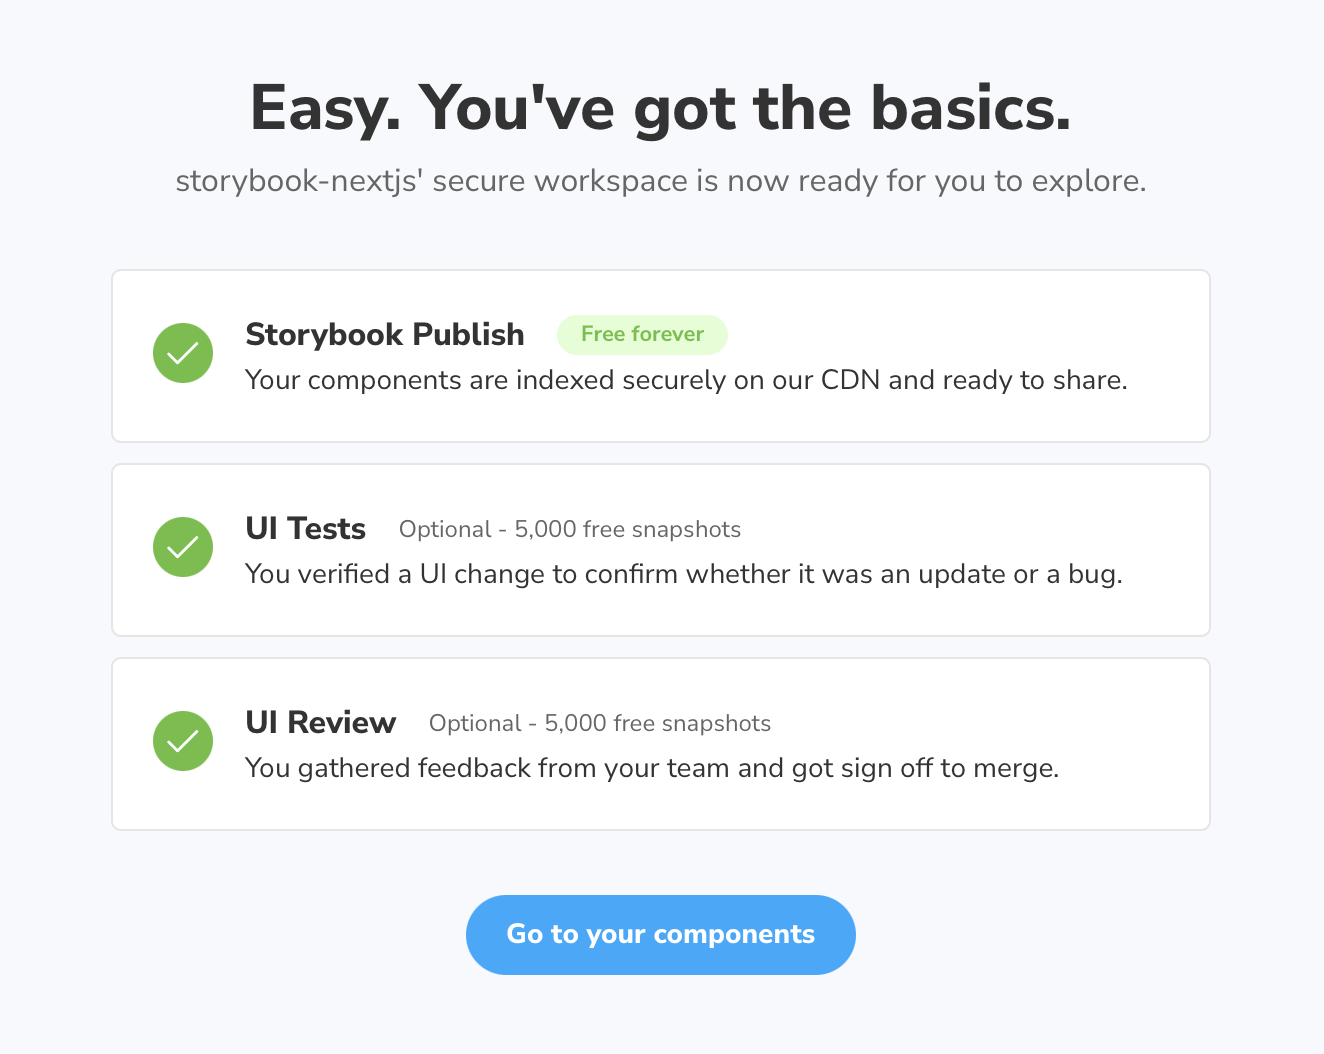 Easy. You've got the basics.
storybook-nextjs' secure workspace is now ready for you to explore.
Storybook Publish Free forever
Your components are indexed securely on our CDN and ready to share.
UI Tests Optional - 5,000 free snapshots
You verified a UI change to confirm whether it was an update or a bug.
UI Review Optional - 5,000 free snapshots
You gathered feedback from your team and got sign off to merge.
Go to your components